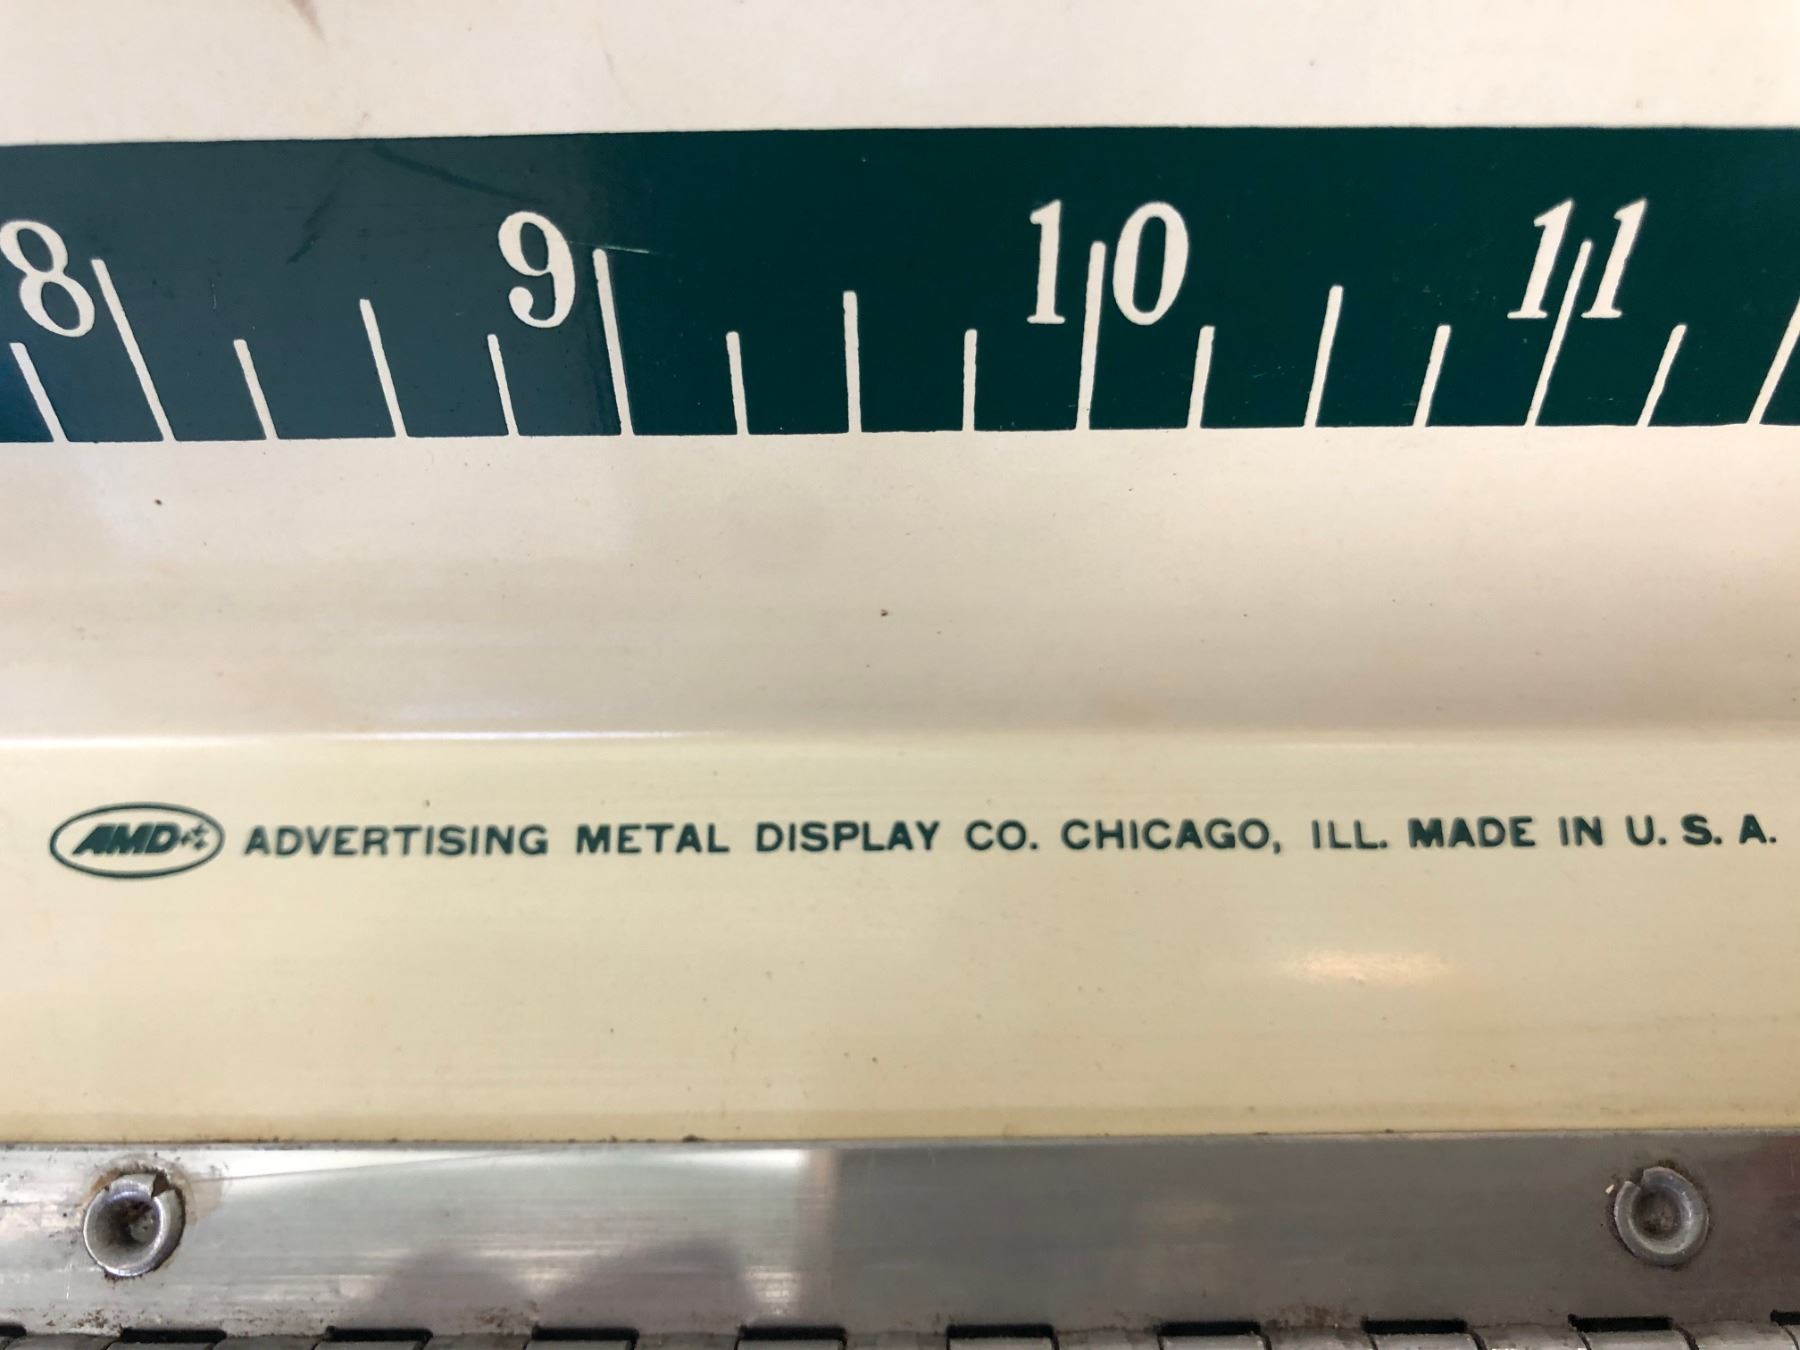 8 9 10 11
AMD ADVERTISING METAL DISPLAY CO. CHICAGO, ILL. MADE IN U. S. A.